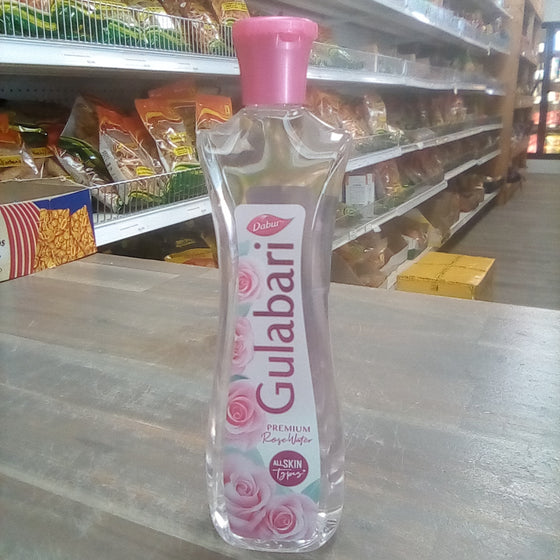 Dabur
Gulabari
PREMIUM
Rose Water
ALL SKIN
types